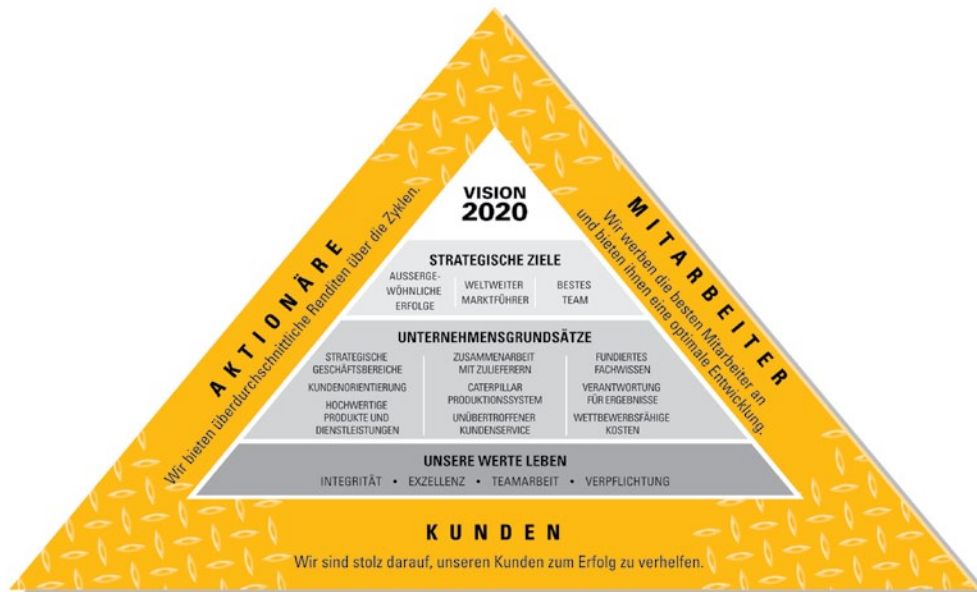 VISION
2020
STRATEGISCHE ZIELE
AUSSERGE-
WÖHNLICHE
ERFOLGE
WELTWEITER
MARKTFÜHRER
BESTES
TEAM
UNTERNEHMENSGRUNDSÄTZE
STRATEGISCHE
GESCHÄFTSBEREICHE
KUNDENORIENTIERUNG
HOCHWERTIGE
PRODUKTE UND
DIENSTLEISTUNGEN
ZUSAMMENARBEIT
MIT ZULIEFERERN
CATERPILLAR
PRODUKTIONSSYSTEM
UNÜBERTROFFENER
KUNDENSERVICE
FUNDIERTES
FACHWISSEN
VERANTWORTUNG
FÜR ERGEBNISSE
WETTBEWERBSFÄHIGE
KOSTEN
UNSERE WERTE LEBEN
INTEGRITÄT • EXZELLENZ • TEAMARBEIT • VERPFLICHTUNG
AKTIONÄRE
Wir bieten überdurchschnittliche Renditen über die Zyklen.
MITARBEITER
Wir werben die besten Mitarbeiter an
und bieten ihnen eine optimale Entwicklung.
KUNDEN
Wir sind stolz darauf, unseren Kunden zum Erfolg zu verhelfen.